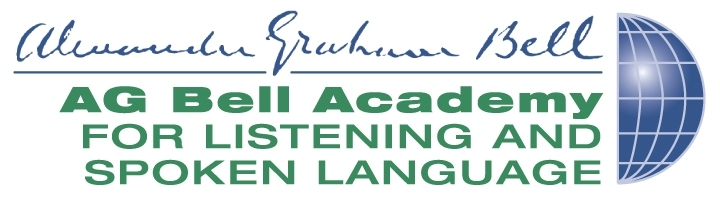 Alexander Graham Bell
AG Bell Academy
FOR LISTENING AND
SPOKEN LANGUAGE